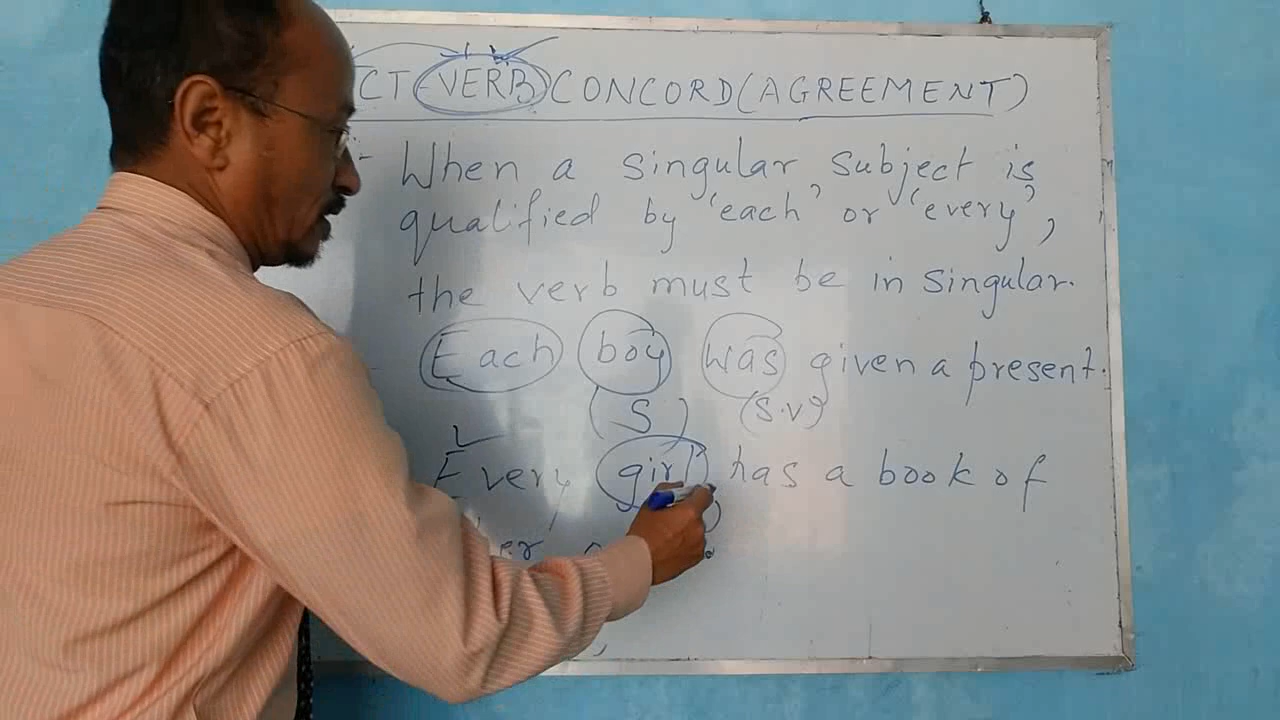 CT VERB CONCORD (AGREEMENT)
When a singular subject is
qualified by 'each' or 'every',
the verb must be in singular.
Each boy was given a present.
(S) (S.V)
Every girl has a book of
her